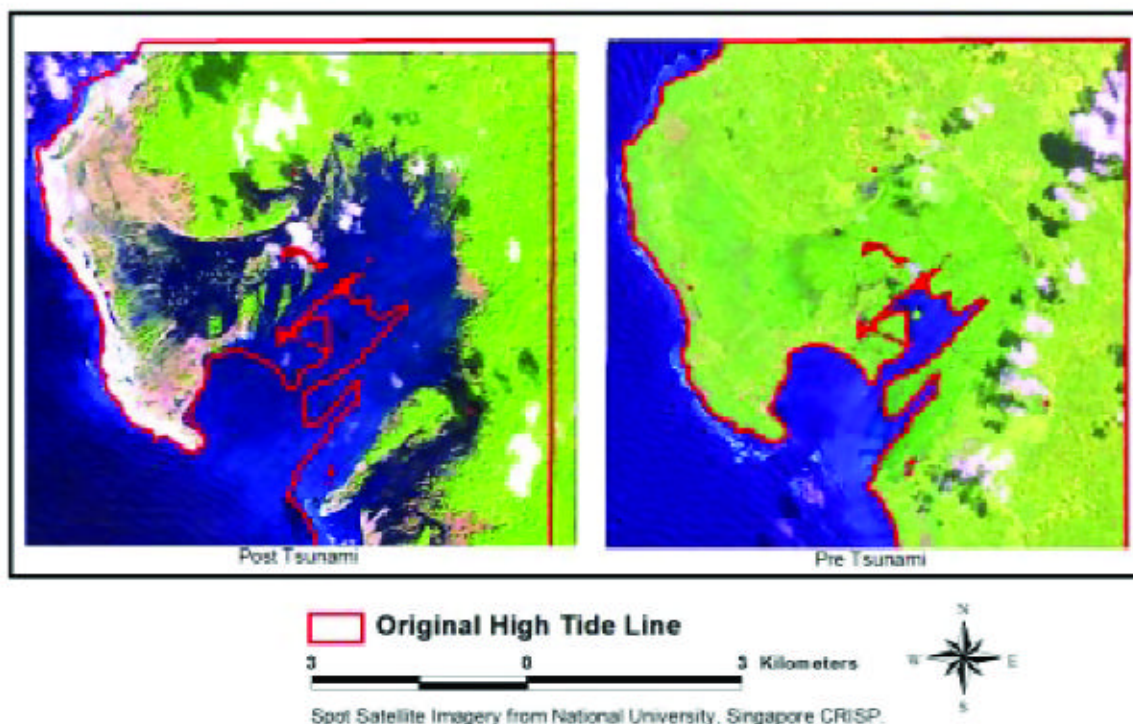 Post Tsunami
Pre Tsunami
Original High Tide Line
3 0 3 Kilometers
N
W E
S
Spot Satellite Imagery from National University, Singapore CRISP.